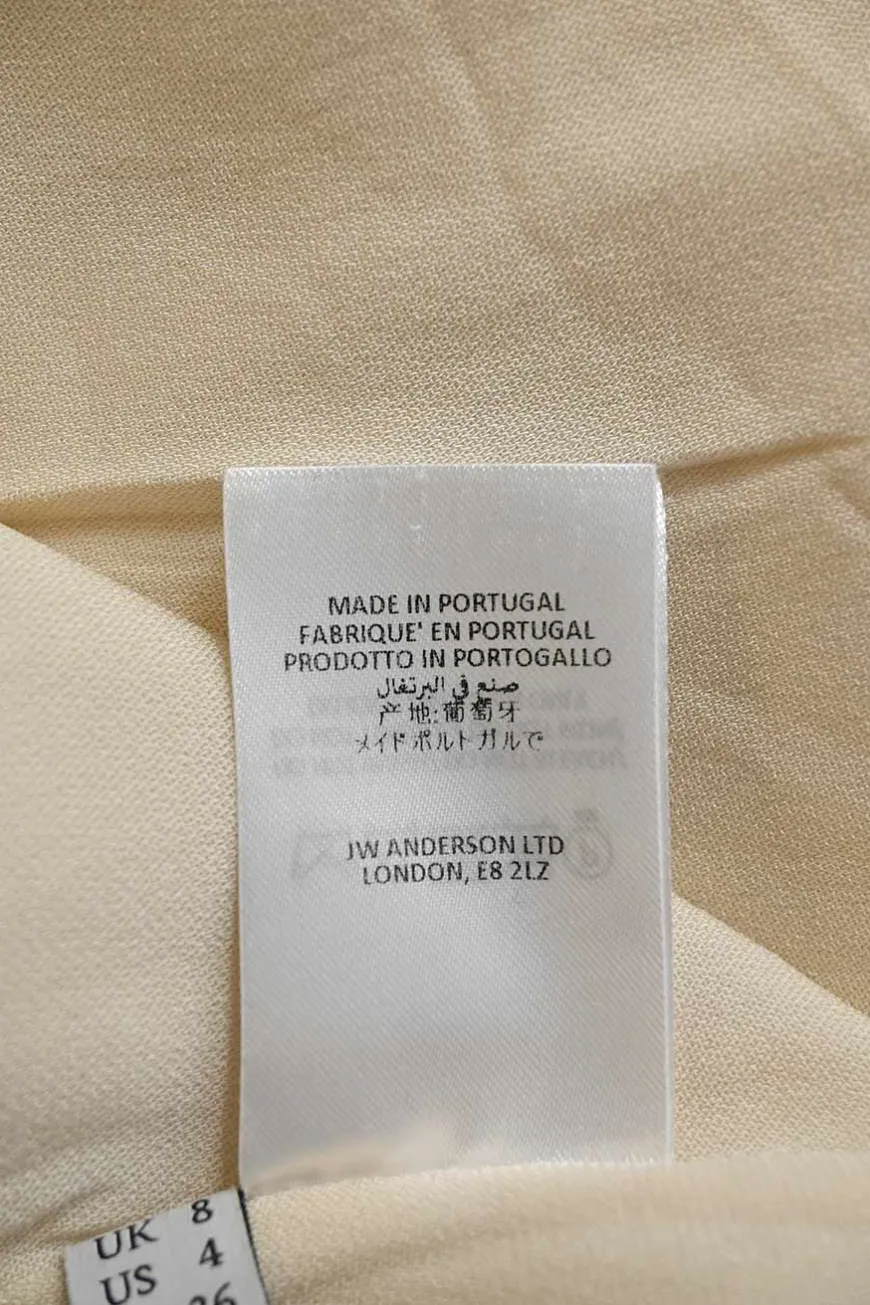 MADE IN PORTUGAL
FABRIQUE' EN PORTUGAL
PRODOTTO IN PORTOGALLO
صنع في البرتغال
产地:葡萄牙
メイドポルトガルで
JW ANDERSON LTD
LONDON, E8 2LZ
UK 8
US 4